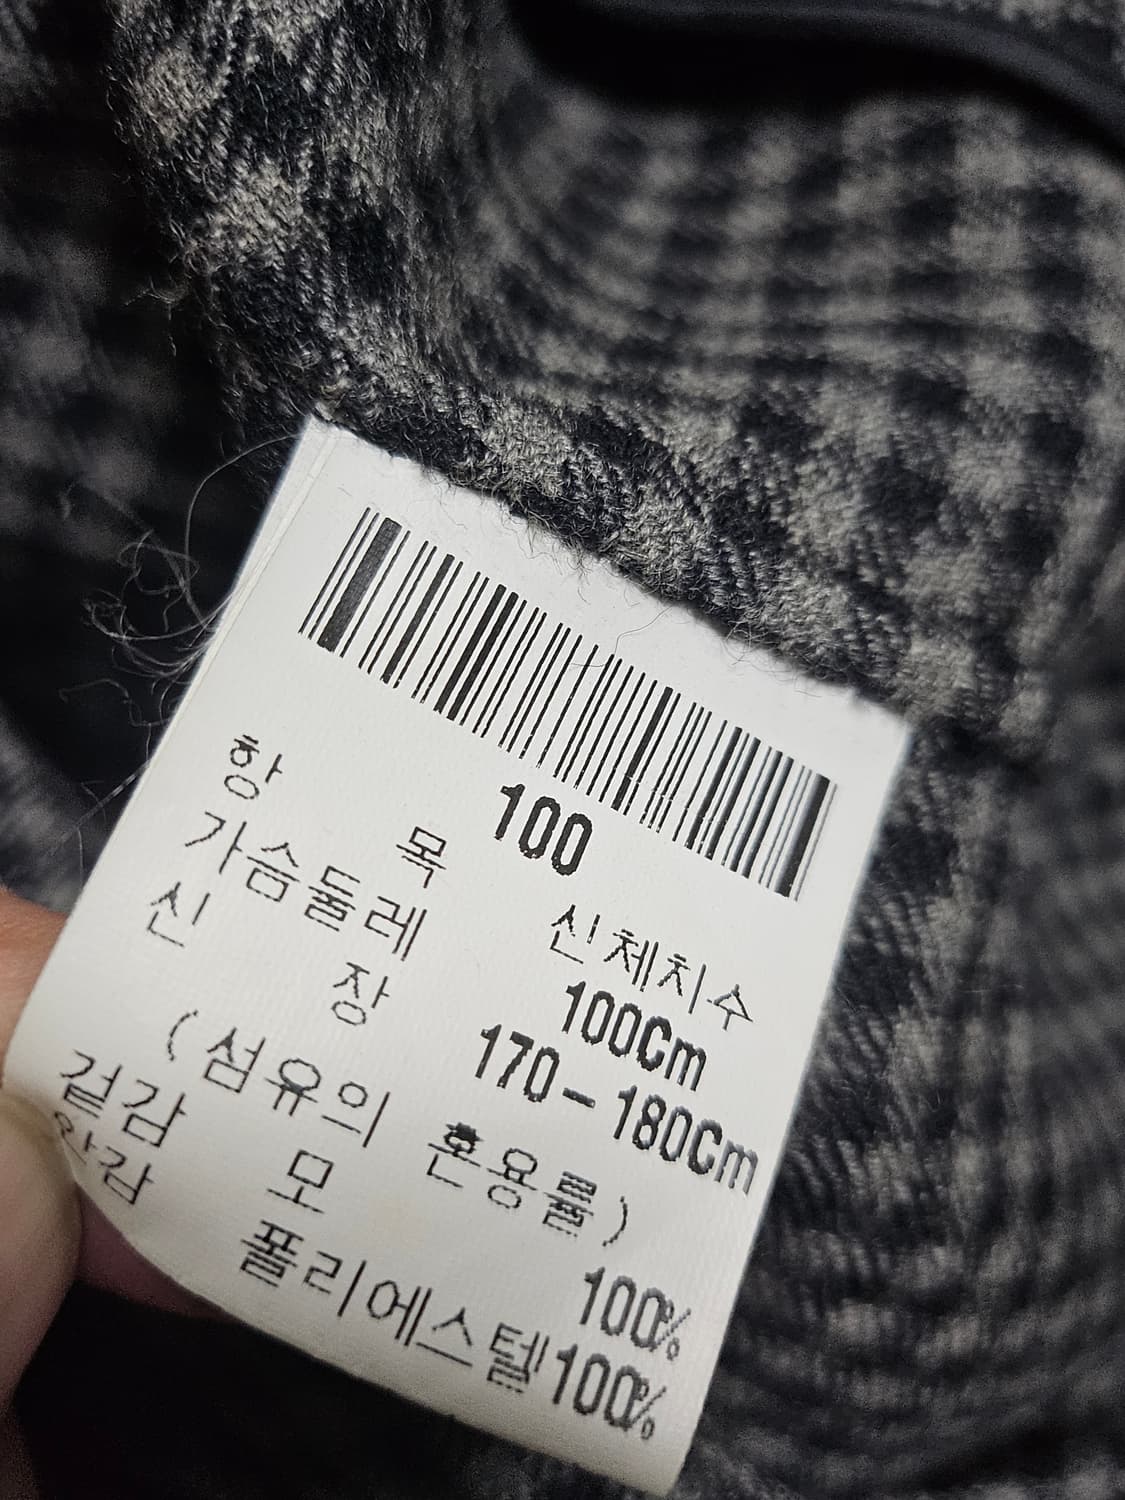 100
항 목 신체치수
가슴둘레 100Cm
신 장 170-180Cm
(섬유의 혼용률)
겉감 모 100%
안감 폴리에스텔100%